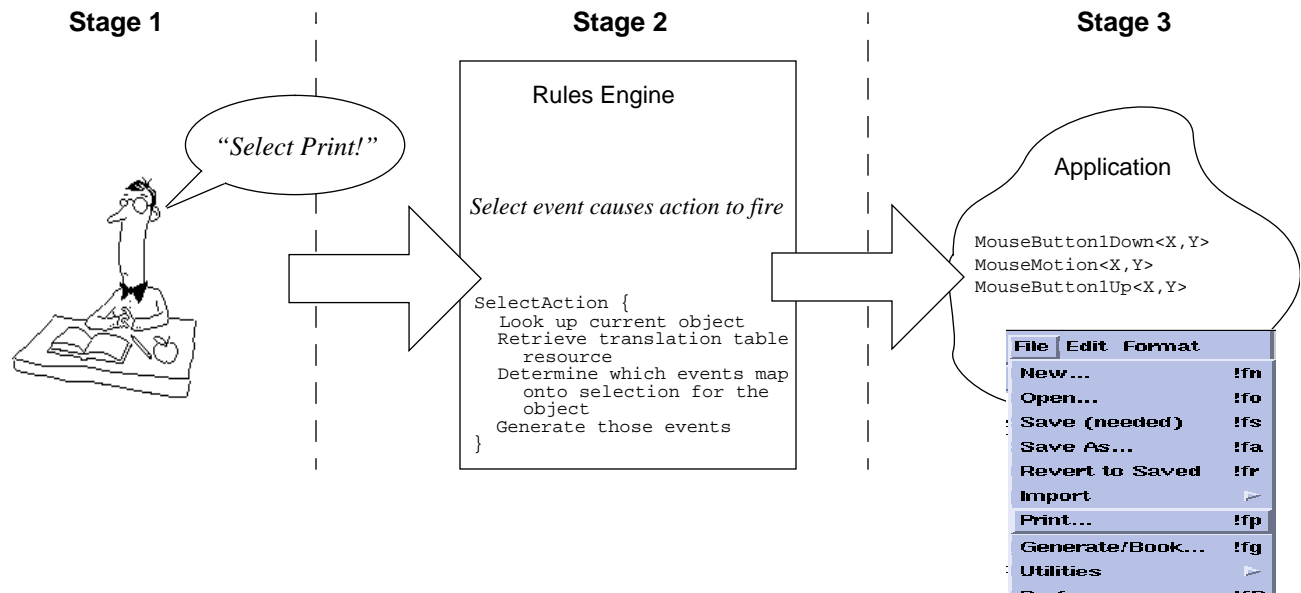 Stage 1
Stage 2
Stage 3
“Select Print!”
Rules Engine
Select event causes action to fire
SelectAction {
Look up current object
Retrieve translation table
resource
Determine which events map
onto selection for the
object
Generate those events
}
Application
MouseButton1Down<X,Y>
MouseMotion<X,Y>
MouseButton1Up<X,Y>
File Edit Format
New... !fn
Open... !fo
Save (needed) !fs
Save As... !fa
Revert to Saved !fr
Import
Print... !fp
Generate/Book... !fg
Utilities